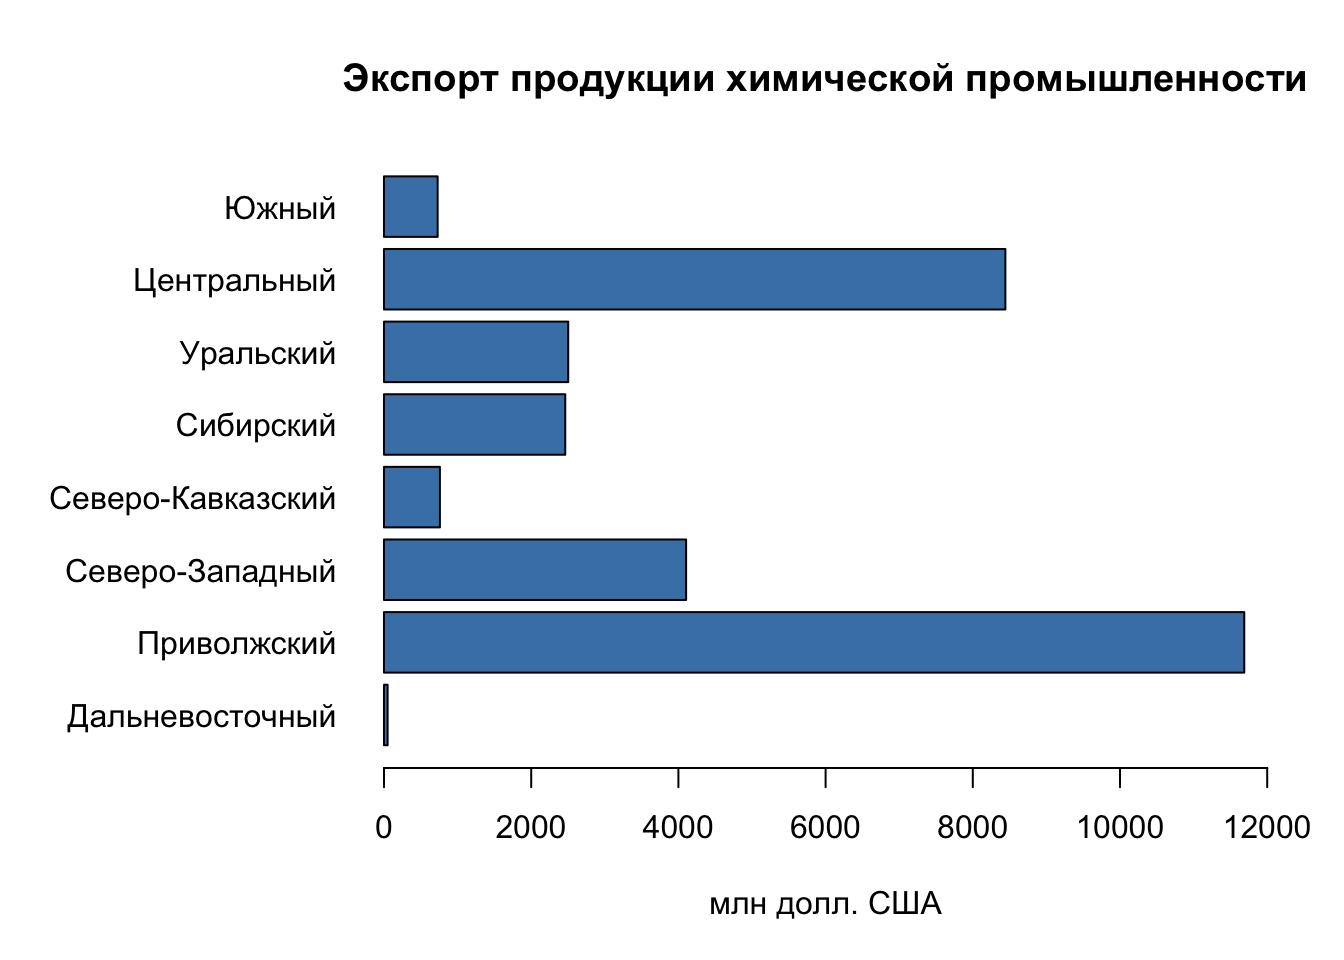 Экспорт продукции химической промышленности
Южный
Центральный
Уральский
Сибирский
Северо-Кавказский
Северо-Западный
Приволжский
Дальневосточный
0 2000 4000 6000 8000 10000 12000
млн долл. США